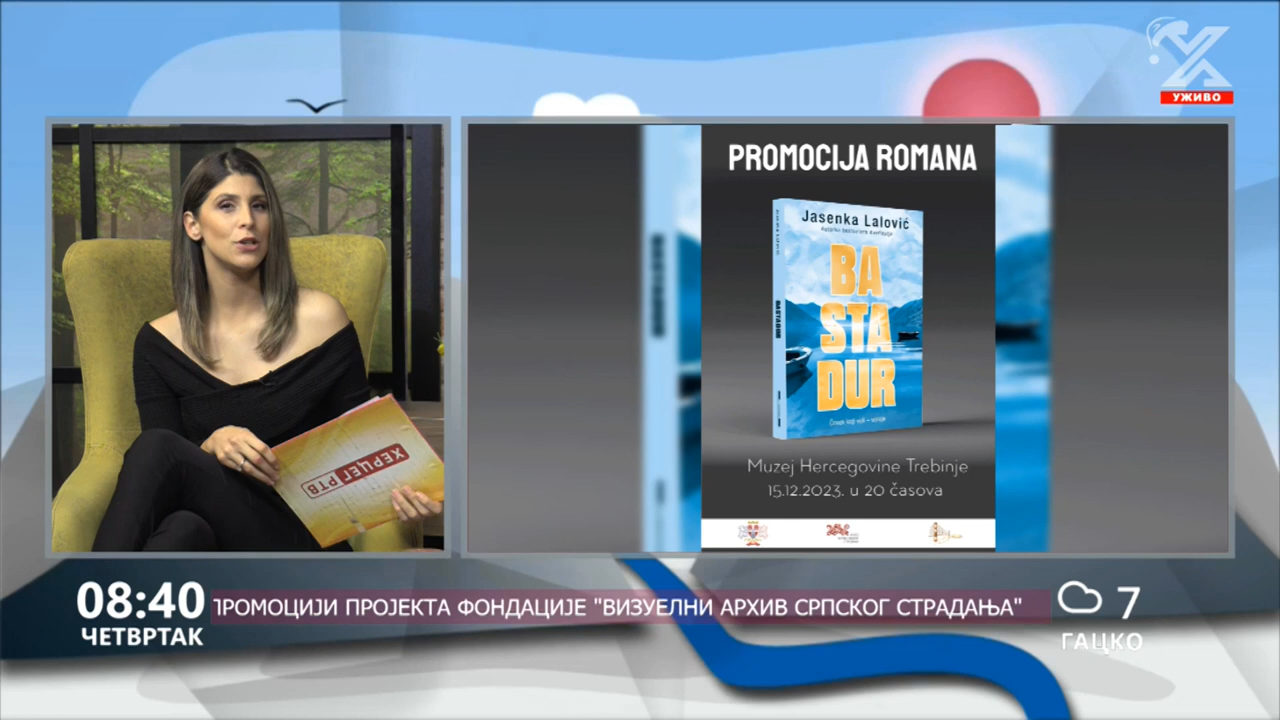 УЖИВО
PROMOCIJA ROMANA
Jasenka Lalović
BA
STA
DUR
BASTADUR
Muzej Hercegovine Trebinje
15.12.2023. u 20 časova
ХЕРЦЕГ РТВ
08:40
ЧЕТВРТАК
ПРОМОЦИЈИ ПРОЈЕКТА ФОНДАЦИЈЕ "ВИЗУЕЛНИ АРХИВ СРПСКОГ СТРАДАЊА"
7
ГАЦКО